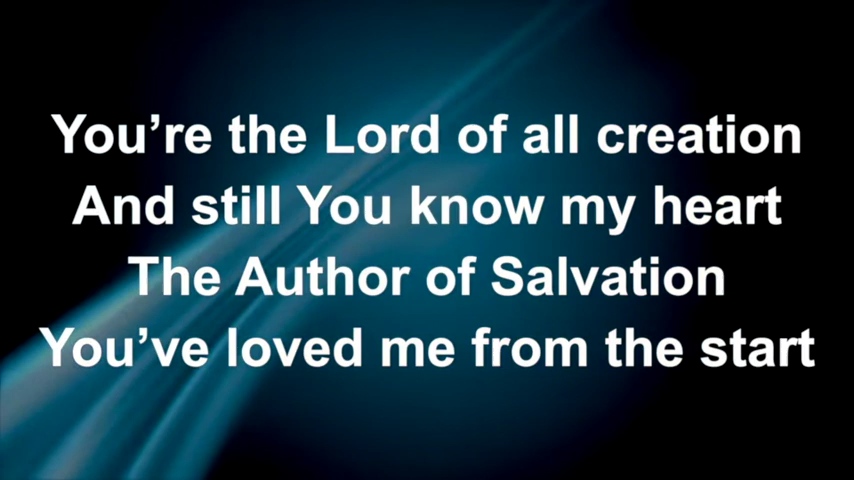 You’re the Lord of all creation
And still You know my heart
The Author of Salvation
You’ve loved me from the start